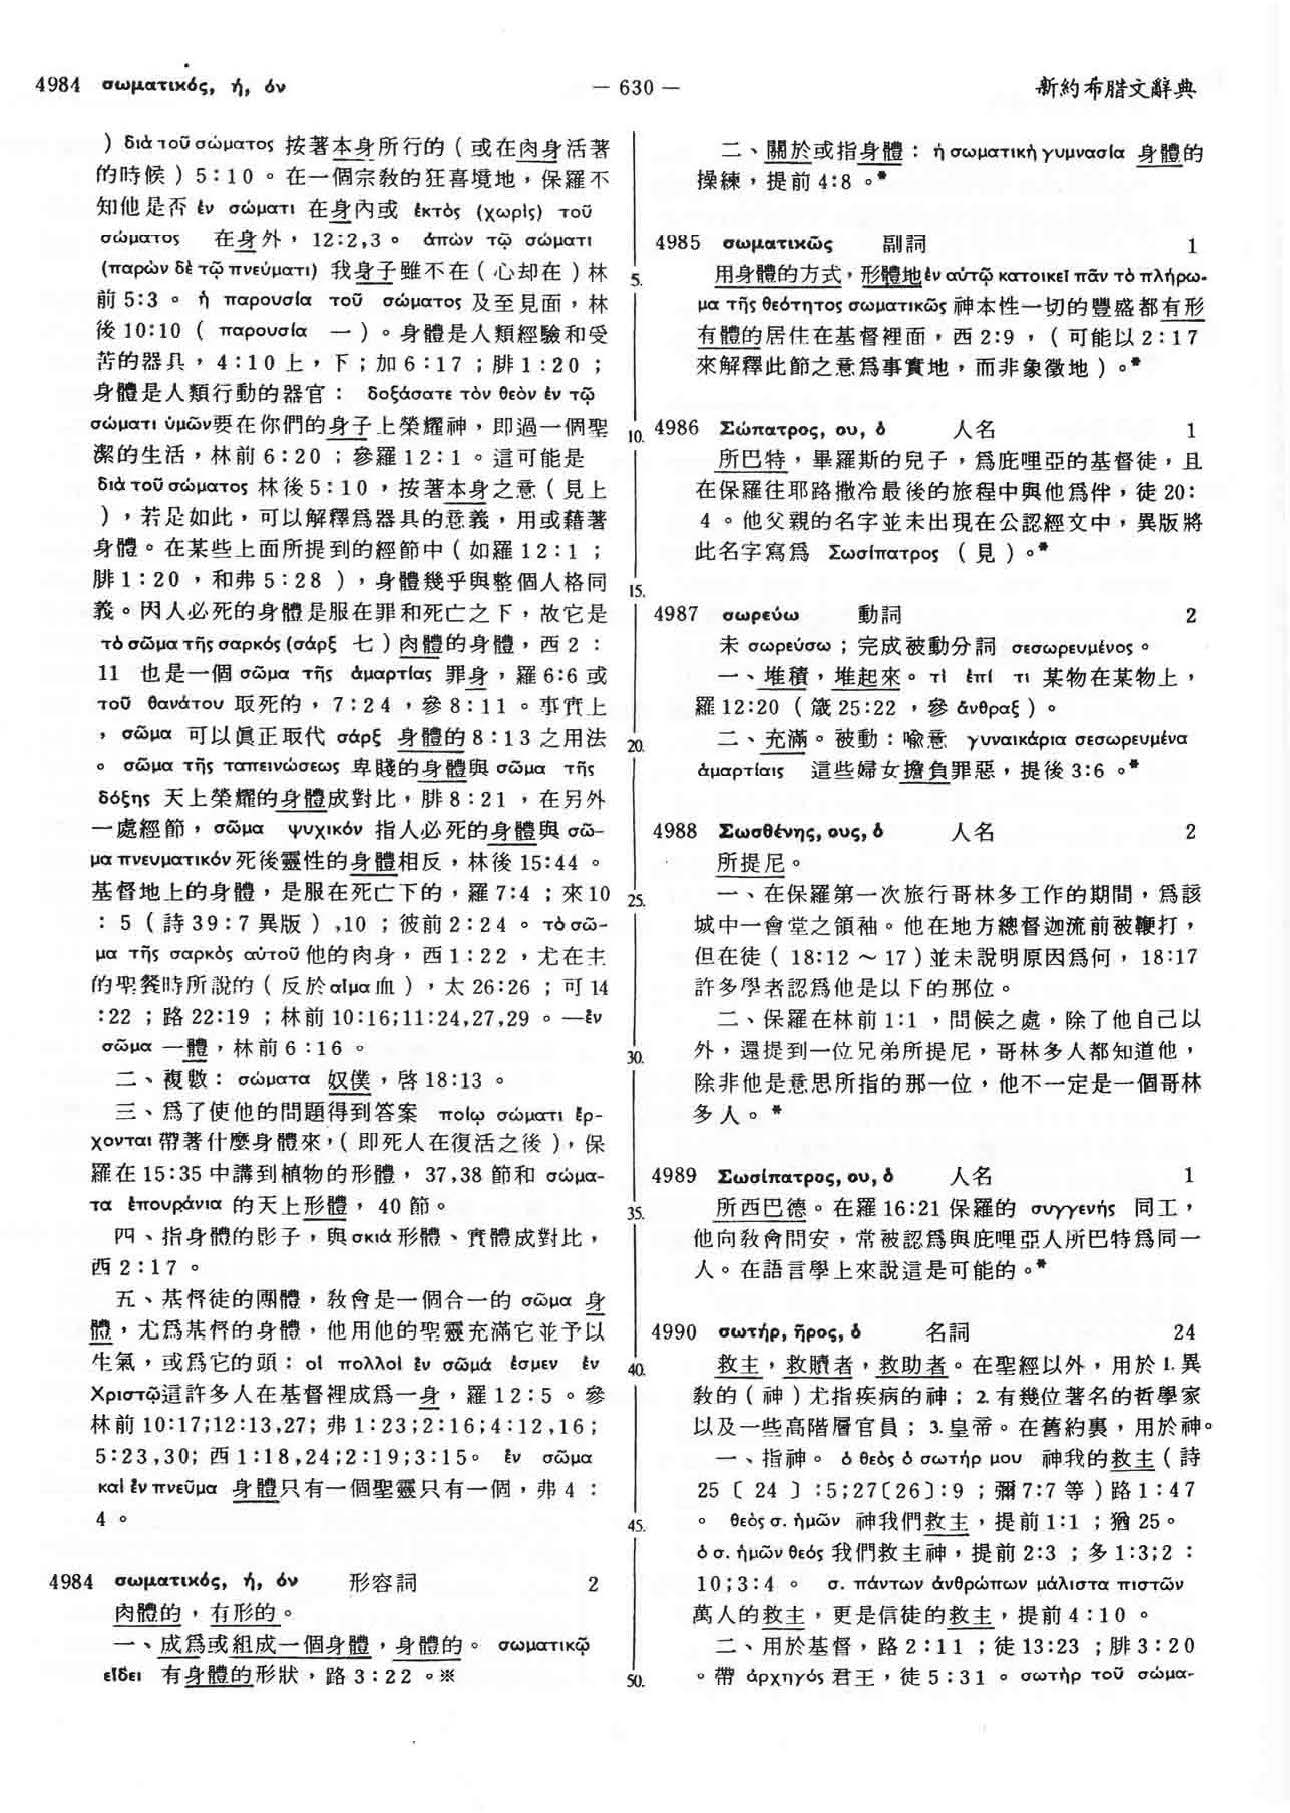 4984 σωματικός, ή, όν
— 630 —
新約希腊文辭典
) διὰ τοῦ σώματος 按著本身所行的(或在肉身活著
的時候) 5:10 。在一個宗教的狂喜境地,保羅不
知他是否 ἐν σώματι 在身內或 ἐκτὸς (χωρὶς) τοῦ
σώματος 在身外, 12:2,3 。 ἀπὼν τῷ σώματι
(παρὼν δὲ τῷ πνεύματι) 我身子雖不在(心却在)林
前 5:3 。 ἡ παρουσία τοῦ σώματος 及至見面,林
後 10:10 ( παρουσία 一 )。身體是人類經驗和受
苦的器具, 4:10 上,下;加 6:17 ;腓 1:20 ;
身體是人類行動的器官: δοξάσατε τὸν θεὸν ἐν τῷ
σώματι ὑμῶν要在你們的身子上榮耀神,即過一個聖
潔的生活,林前 6:20 ;參羅 12:1 。這可能是
διὰ τοῦ σώματος 林後 5:10 ,按著本身之意(見上
),若是如此,可以解釋爲器具的意義,用或藉著
身體。在某些上面所提到的經節中(如羅 12:1 ;
腓 1:20 ,和弗 5:28 ),身體幾乎與整個人格同
義。因人必死的身體是服在罪和死亡之下,故它是
τὸ σῶμα τῆς σαρκός (σάρξ 七 ) 肉體的身體,西 2 :
11 也是一個 σῶμα τῆς ἁμαρτίας 罪身,羅 6:6 或
τοῦ θανάτου 取死的, 7:24 ,參 8:11 。事實上
, σῶμα 可以眞正取代 σάρξ 身體的 8:13 之用法
。 σῶμα τῆς ταπεινώσεως 卑賤的身體與 σῶμα τῆς
δόξης 天上榮耀的身體成對比,腓 8:21 ,在另外
一處經節, σῶμα ψυχικόν 指人必死的身體與 σῶ-
μα πνευματικόν 死後靈性的身體相反,林後 15:44 。
基督地上的身體,是服在死亡下的,羅 7:4 ;來 10
: 5 (詩 39:7 異版) ,10 ;彼前 2:24 。 τὸ σῶ-
μα τῆς σαρκὸς αὐτοῦ 他的肉身,西 1:22 ,尤在主
的聖餐時所說的(反於αἷμα血),太 26:26 ;可 14
:22 ;路 22:19 ;林前 10:16;11:24,27,29 。—ἓν
σῶμα 一體,林前 6:16 。
二、複數: σώματα 奴僕,啓 18:13 。
三、爲了使他的問題得到答案 ποίῳ σώματι ἔρ-
χονται 帶著什麼身體來,(即死人在復活之後),保
羅在 15:35 中講到植物的形體, 37,38 節和 σώμα-
τα ἐπουράνια 的天上形體, 40 節。
四、指身體的影子,與σκιά形體、實體成對比,
西 2:17 。
五、基督徒的團體,教會是一個合一的 σῶμα 身
體,尤爲基督的身體,他用他的聖靈充滿它並予以
生氣,或爲它的頭: οἱ πολλοὶ ἓν σῶμά ἐσμεν ἐν
Χριστῷ這許多人在基督裡成爲一身,羅 12:5 。參
林前 10:17;12:13,27; 弗 1:23;2:16;4:12,16;
5:23,30; 西 1:18,24;2:19;3:15。 ἓν σῶμα
καὶ ἓν πνεῦμα 身體只有一個聖靈只有一個,弗 4 :
4 。
4984 σωματικός, ή, όν 形容詞 2
肉體的,有形的。
一、成爲或組成一個身體,身體的。 σωματικῷ
εἴδει 有身體的形狀,路 3:22 。※
5.
10.
15.
20.
25.
30.
35.
40.
45.
50.
二、關於或指身體: ἡ σωματικὴ γυμνασία 身體的
操練,提前 4:8 。*
4985 σωματικῶς 副詞 1
用身體的方式,形體地ἐν αὐτῷ κατοικεῖ πᾶν τὸ πλήρω-
μα τῆς θεότητος σωματικῶς 神本性一切的豐盛都有形
有體的居住在基督裡面,西 2:9 ,(可能以 2:17
來解釋此節之意爲事實地,而非象徵地)。*
4986 Σώπατρος, ου, ὁ 人名 1
所巴特,畢羅斯的兒子,爲庇哩亞的基督徒,且
在保羅往耶路撒冷最後的旅程中與他爲伴,徒 20:
4 。他父親的名字並未出現在公認經文中,異版將
此名字寫爲 Σωσίπατρος (見)。*
4987 σωρεύω 動詞 2
未 σωρεύσω ;完成被動分詞 σεσωρευμένος 。
一、堆積,堆起來。 τὶ ἐπί τι 某物在某物上,
羅 12:20 (箴 25:22 ,參 ἄνθραξ )。
二、充滿。被動:喻意 γυναικάρια σεσωρευμένα
ἁμαρτίαις 這些婦女擔負罪惡,提後 3:6 。*
4988 Σωσθένης, ους, ὁ 人名 2
所提尼。
一、在保羅第一次旅行哥林多工作的期間,爲該
城中一會堂之領袖。他在地方總督迦流前被鞭打,
但在徒( 18:12 ~ 17 )並未說明原因爲何, 18:17
許多學者認爲他是以下的那位。
二、保羅在林前 1:1 ,問候之處,除了他自己以
外,還提到一位兄弟所提尼,哥林多人都知道他,
除非他是意思所指的那一位,他不一定是一個哥林
多人。*
4989 Σωσίπατρος, ου, ὁ 人名 1
所西巴德。在羅 16:21 保羅的 συγγενής 同工,
他向教會問安,常被認爲與庇哩亞人所巴特爲同一
人。在語言學上來說這是可能的。*
4990 σωτήρ, ῆρος, ὁ 名詞 24
救主,救贖者,救助者。在聖經以外,用於 1. 異
教的(神)尤指疾病的神; 2. 有幾位著名的哲學家
以及一些高階層官員; 3. 皇帝。在舊約裏,用於神。
一、指神。 ὁ θεὸς ὁ σωτήρ μου 神我的救主(詩
25 〔 24 〕 :5;27〔26〕:9 ;彌 7:7 等)路 1:47
。 θεὸς σ. ἡμῶν 神我們救主,提前 1:1 ;猶 25。
ὁ σ. ἡμῶν θεός 我們救主神,提前 2:3 ;多 1:3;2 :
10;3:4 。 σ. πάντων ἀνθρώπων μάλιστα πιστῶν
萬人的救主,更是信徒的救主,提前 4:10 。
二、用於基督,路 2:11 ;徒 13:23 ;腓 3:20
。帶 ἀρχηγός 君王,徒 5:31 。 σωτὴρ τοῦ σώμα-